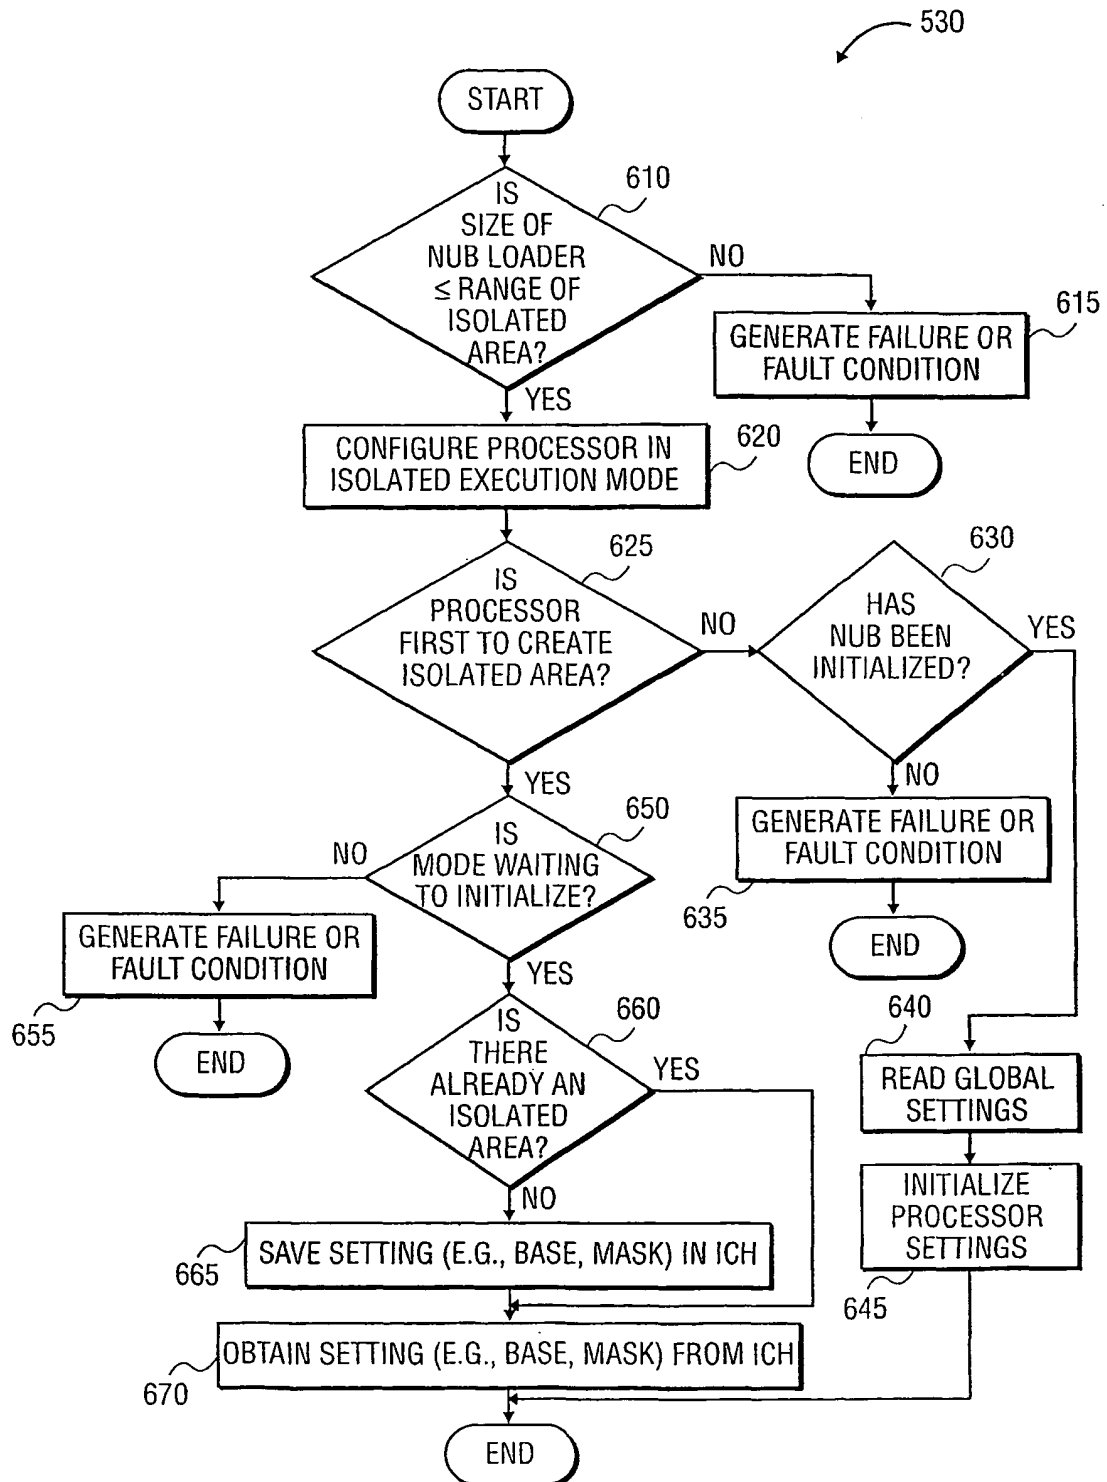 530
START
610
IS
SIZE OF
NUB LOADER
≤ RANGE OF
ISOLATED
AREA?
NO
615
GENERATE FAILURE OR
FAULT CONDITION
END
YES
CONFIGURE PROCESSOR IN
ISOLATED EXECUTION MODE
620
625
IS
PROCESSOR
FIRST TO CREATE
ISOLATED AREA?
NO
630
HAS
NUB BEEN
INITIALIZED?
YES
NO
GENERATE FAILURE OR
FAULT CONDITION
635
END
YES
650
IS
MODE WAITING
TO INITIALIZE?
NO
GENERATE FAILURE OR
FAULT CONDITION
655
END
YES
660
IS
THERE
ALREADY AN
ISOLATED
AREA?
YES
640
READ GLOBAL
SETTINGS
INITIALIZE
PROCESSOR
SETTINGS
645
NO
SAVE SETTING (E.G., BASE, MASK) IN ICH
665
OBTAIN SETTING (E.G., BASE, MASK) FROM ICH
670
END